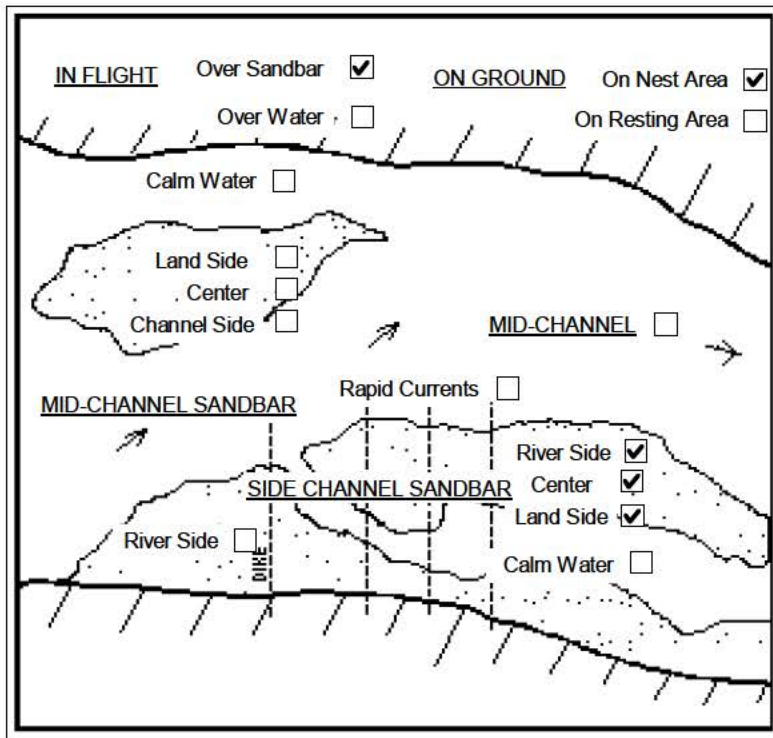 IN FLIGHT Over Sandbar ON GROUND On Nest Area
Over Water On Resting Area
Calm Water
Land Side
Center
Channel Side
MID-CHANNEL
Rapid Currents
MID-CHANNEL SANDBAR
River Side
SIDE CHANNEL SANDBAR Center
Land Side
River Side
DIKE
Calm Water